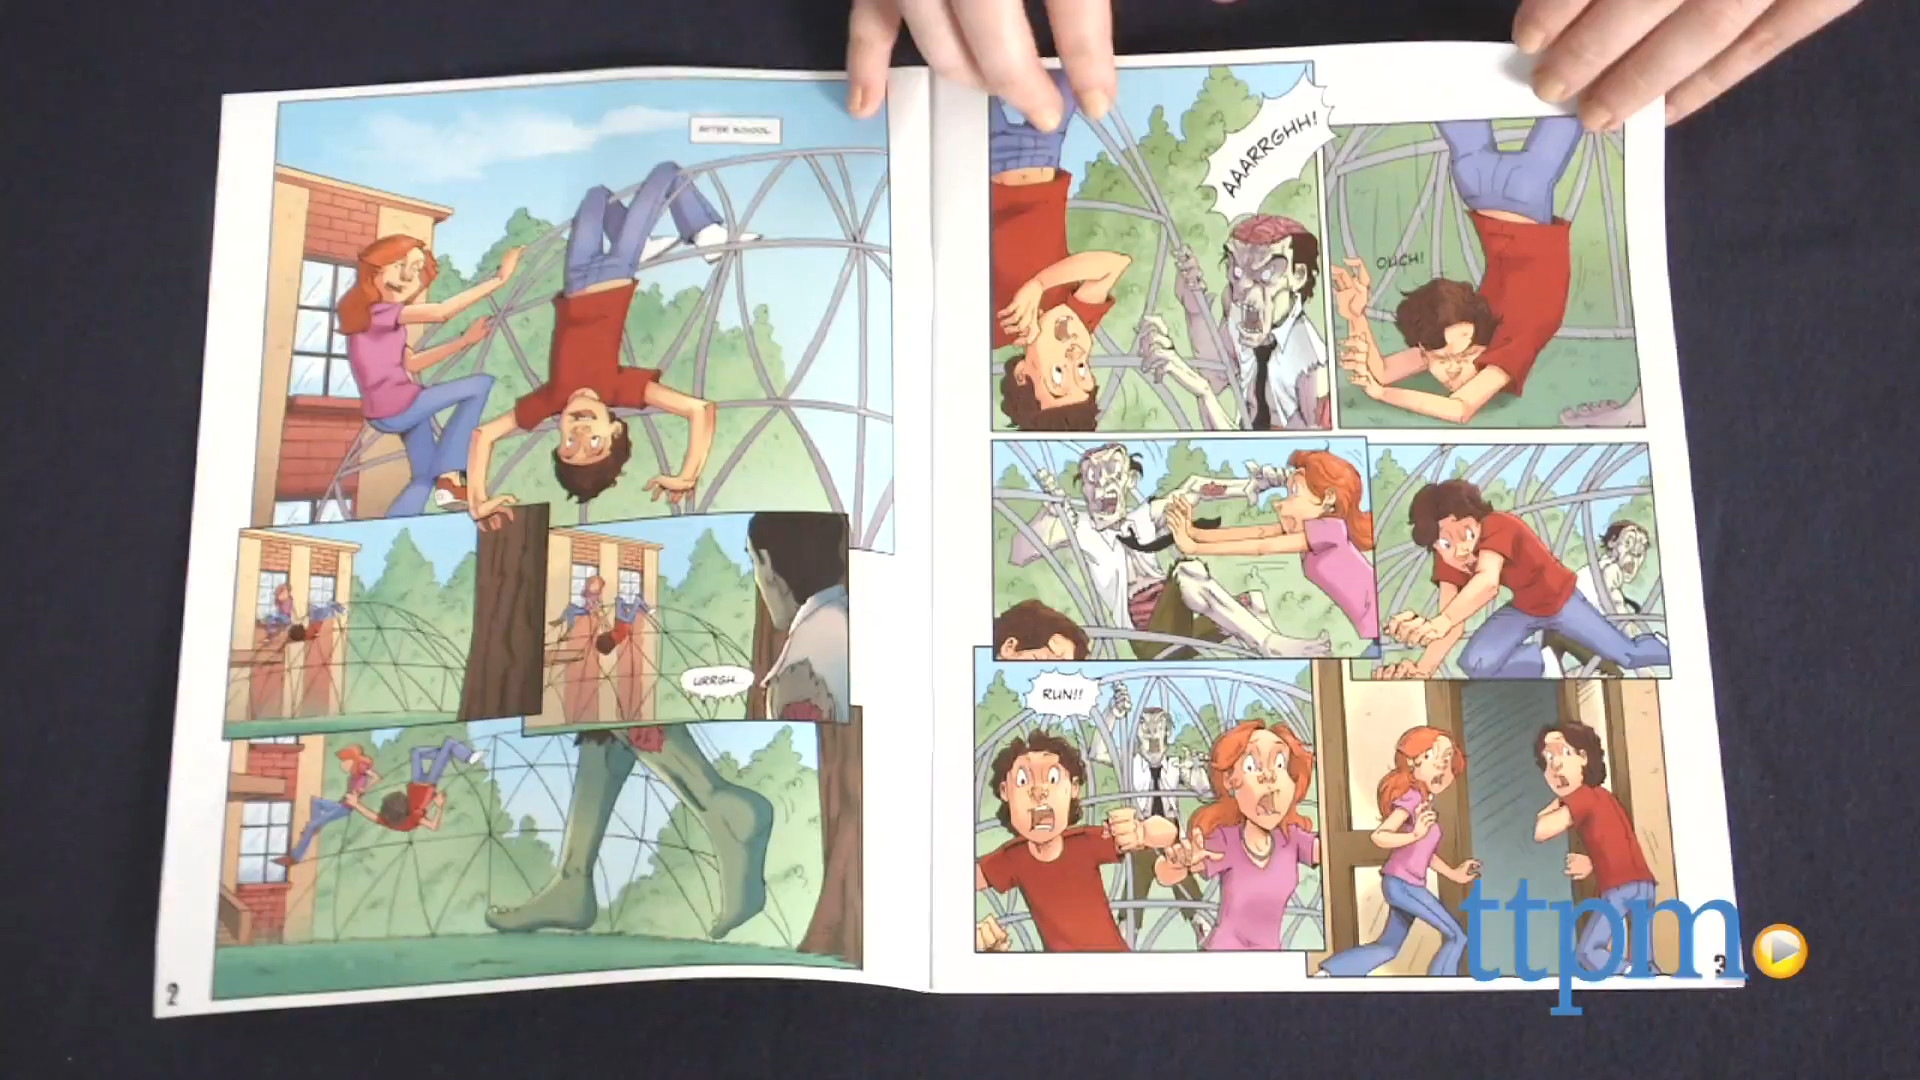 AFTER SCHOOL.
URRGH...
2
AAARRGHH!
OUCH!
RUN!!
3
ttpm